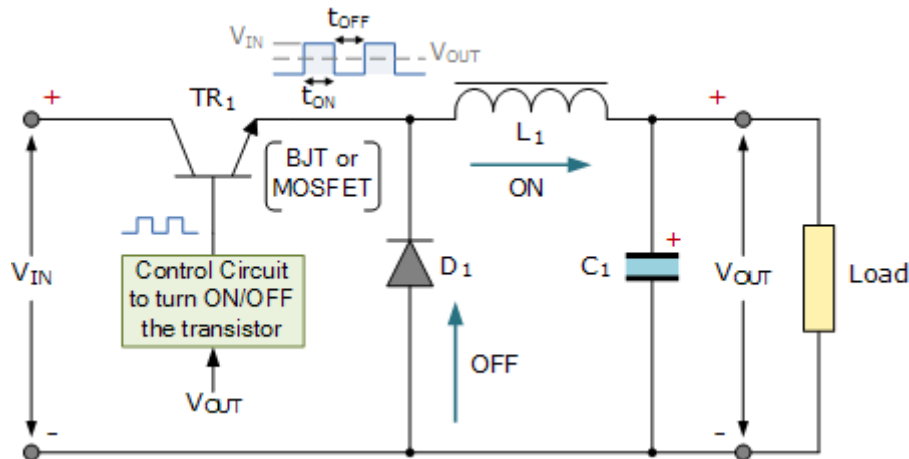 tOFF
VIN
VOUT
tON
+
TR1
+
L1
BJT or
MOSFET
ON
VIN
Control Circuit
to turn ON/OFF
the transistor
D1
C1
+
VOUT
Load
OFF
VOUT
-
-